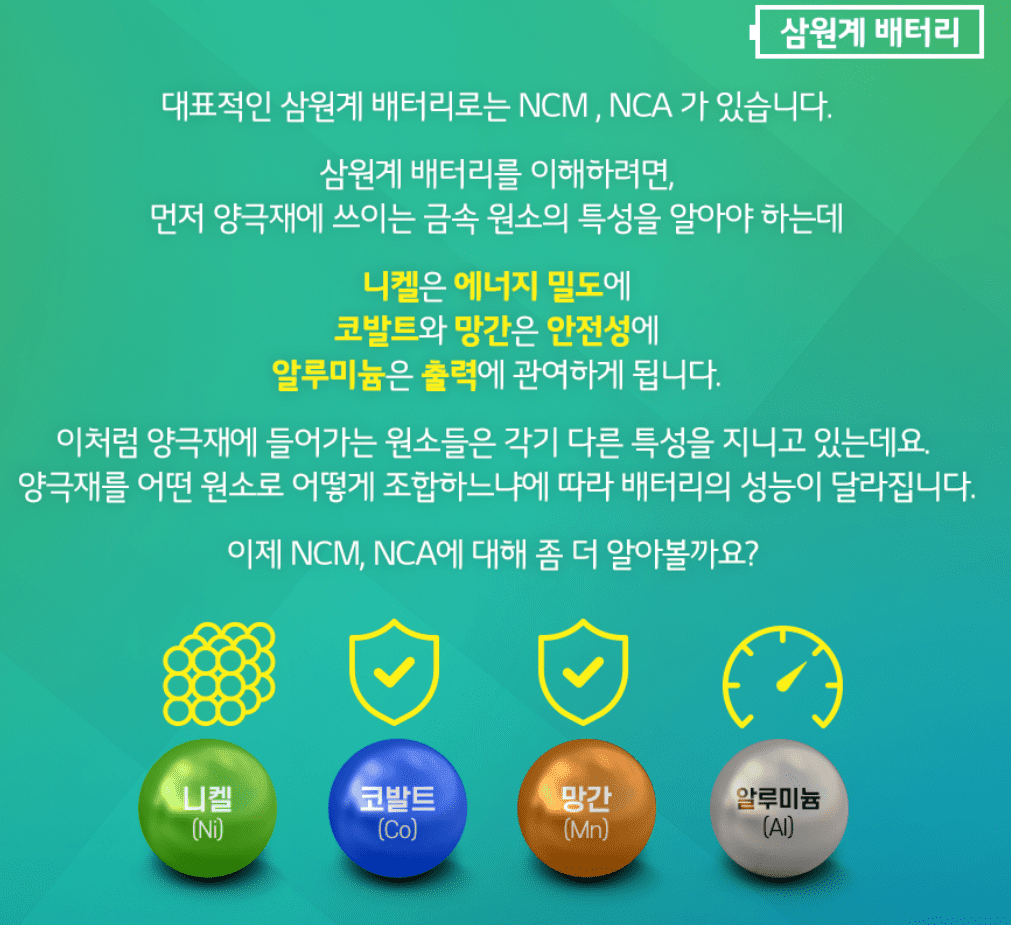 삼원계 배터리
대표적인 삼원계 배터리로는 NCM , NCA 가 있습니다.
삼원계 배터리를 이해하려면,
먼저 양극재에 쓰이는 금속 원소의 특성을 알아야 하는데
니켈은 에너지 밀도에
코발트와 망간은 안전성에
알루미늄은 출력에 관여하게 됩니다.
이처럼 양극재에 들어가는 원소들은 각기 다른 특성을 지니고 있는데요.
양극재를 어떤 원소로 어떻게 조합하느냐에 따라 배터리의 성능이 달라집니다.
이제 NCM, NCA에 대해 좀 더 알아볼까요?
니켈
(Ni)
코발트
(Co)
망간
(Mn)
알루미늄
(Al)